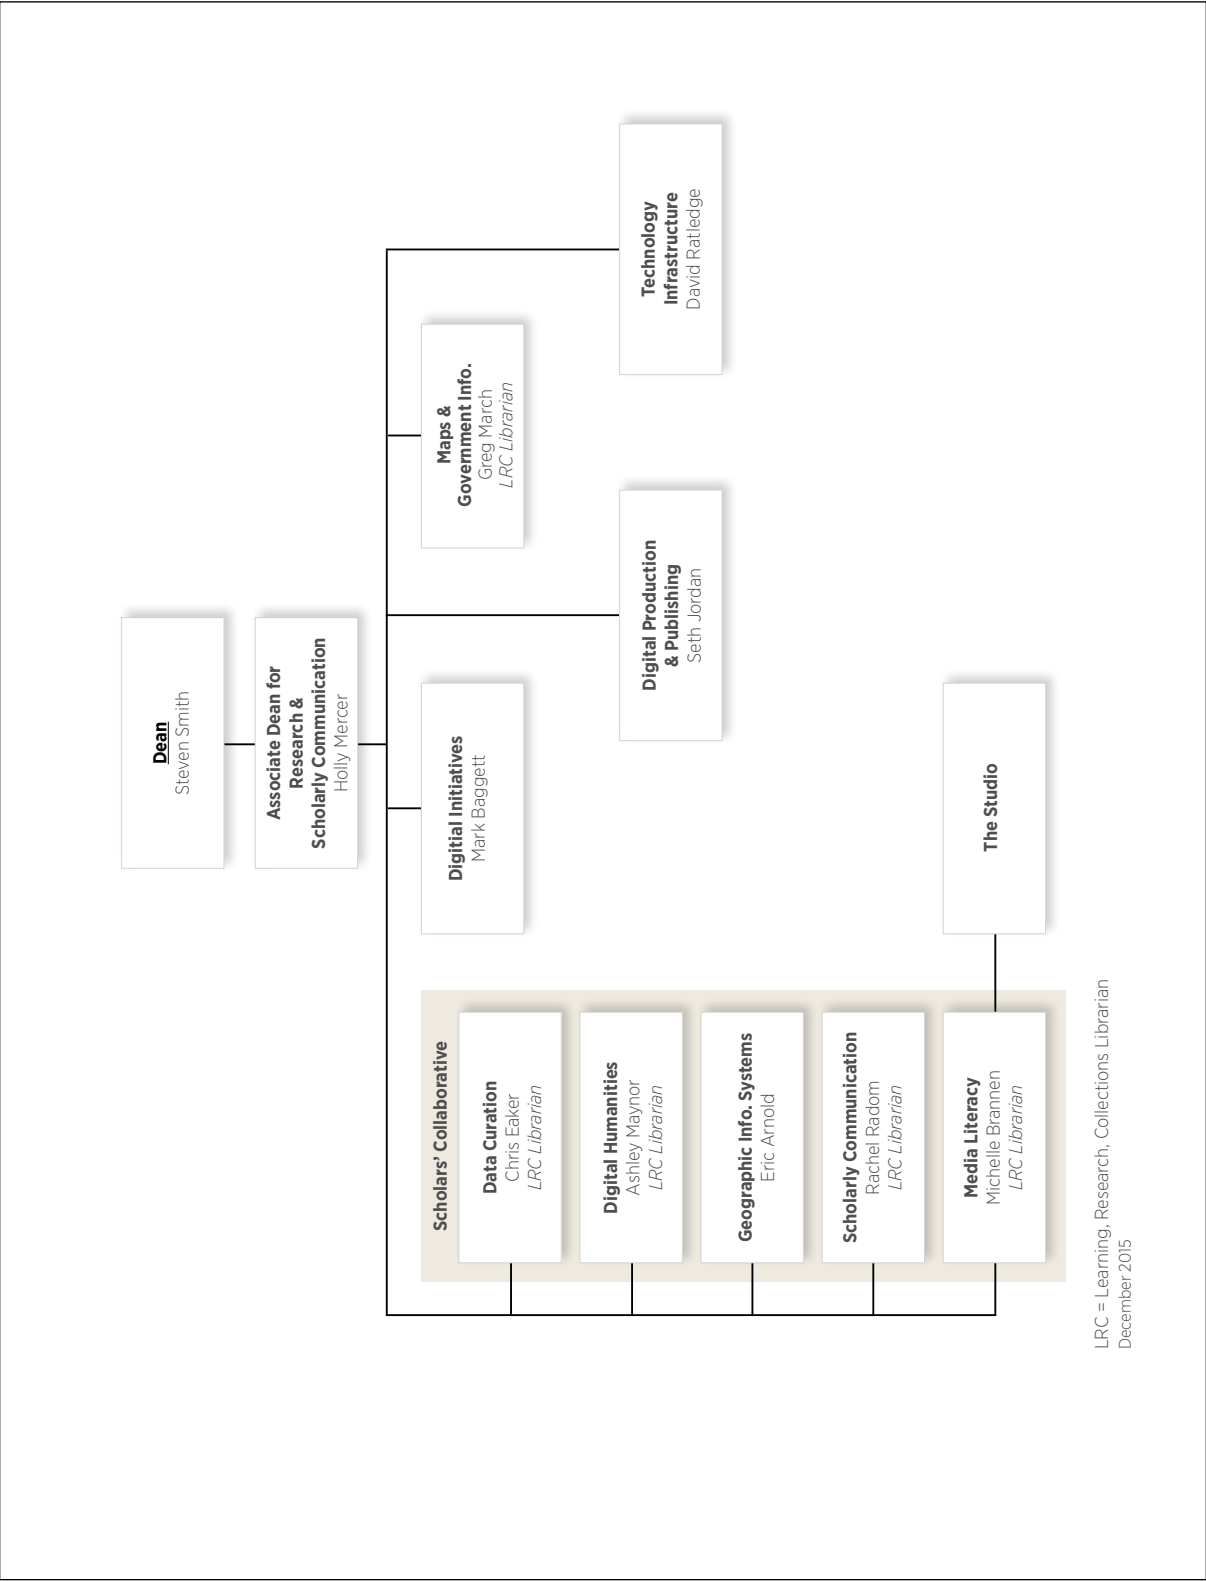 Dean
Steven Smith
Associate Dean for
Research &
Scholarly Communication
Holly Mercer
Scholars’ Collaborative
Data Curation
Chris Eaker
LRC Librarian
Digital Humanities
Ashley Maynor
LRC Librarian
Geographic Info. Systems
Eric Arnold
Scholarly Communication
Rachel Radom
LRC Librarian
Media Literacy
Michelle Brannen
LRC Librarian
The Studio
Digitial Initiatives
Mark Baggett
Digital Production
& Publishing
Seth Jordan
Maps &
Government Info.
Greg March
LRC Librarian
Technology
Infrastructure
David Ratledge
LRC = Learning, Research, Collections Librarian
December 2015